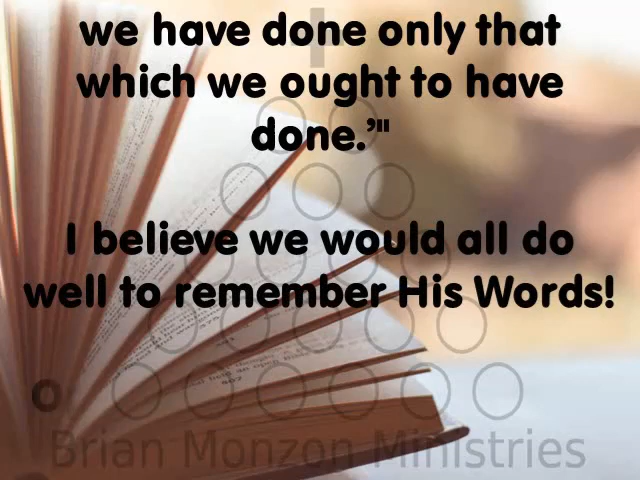 we have done only that
which we ought to have
done.’”
I believe we would all do
well to remember His Words!
Brian Monzon Ministries